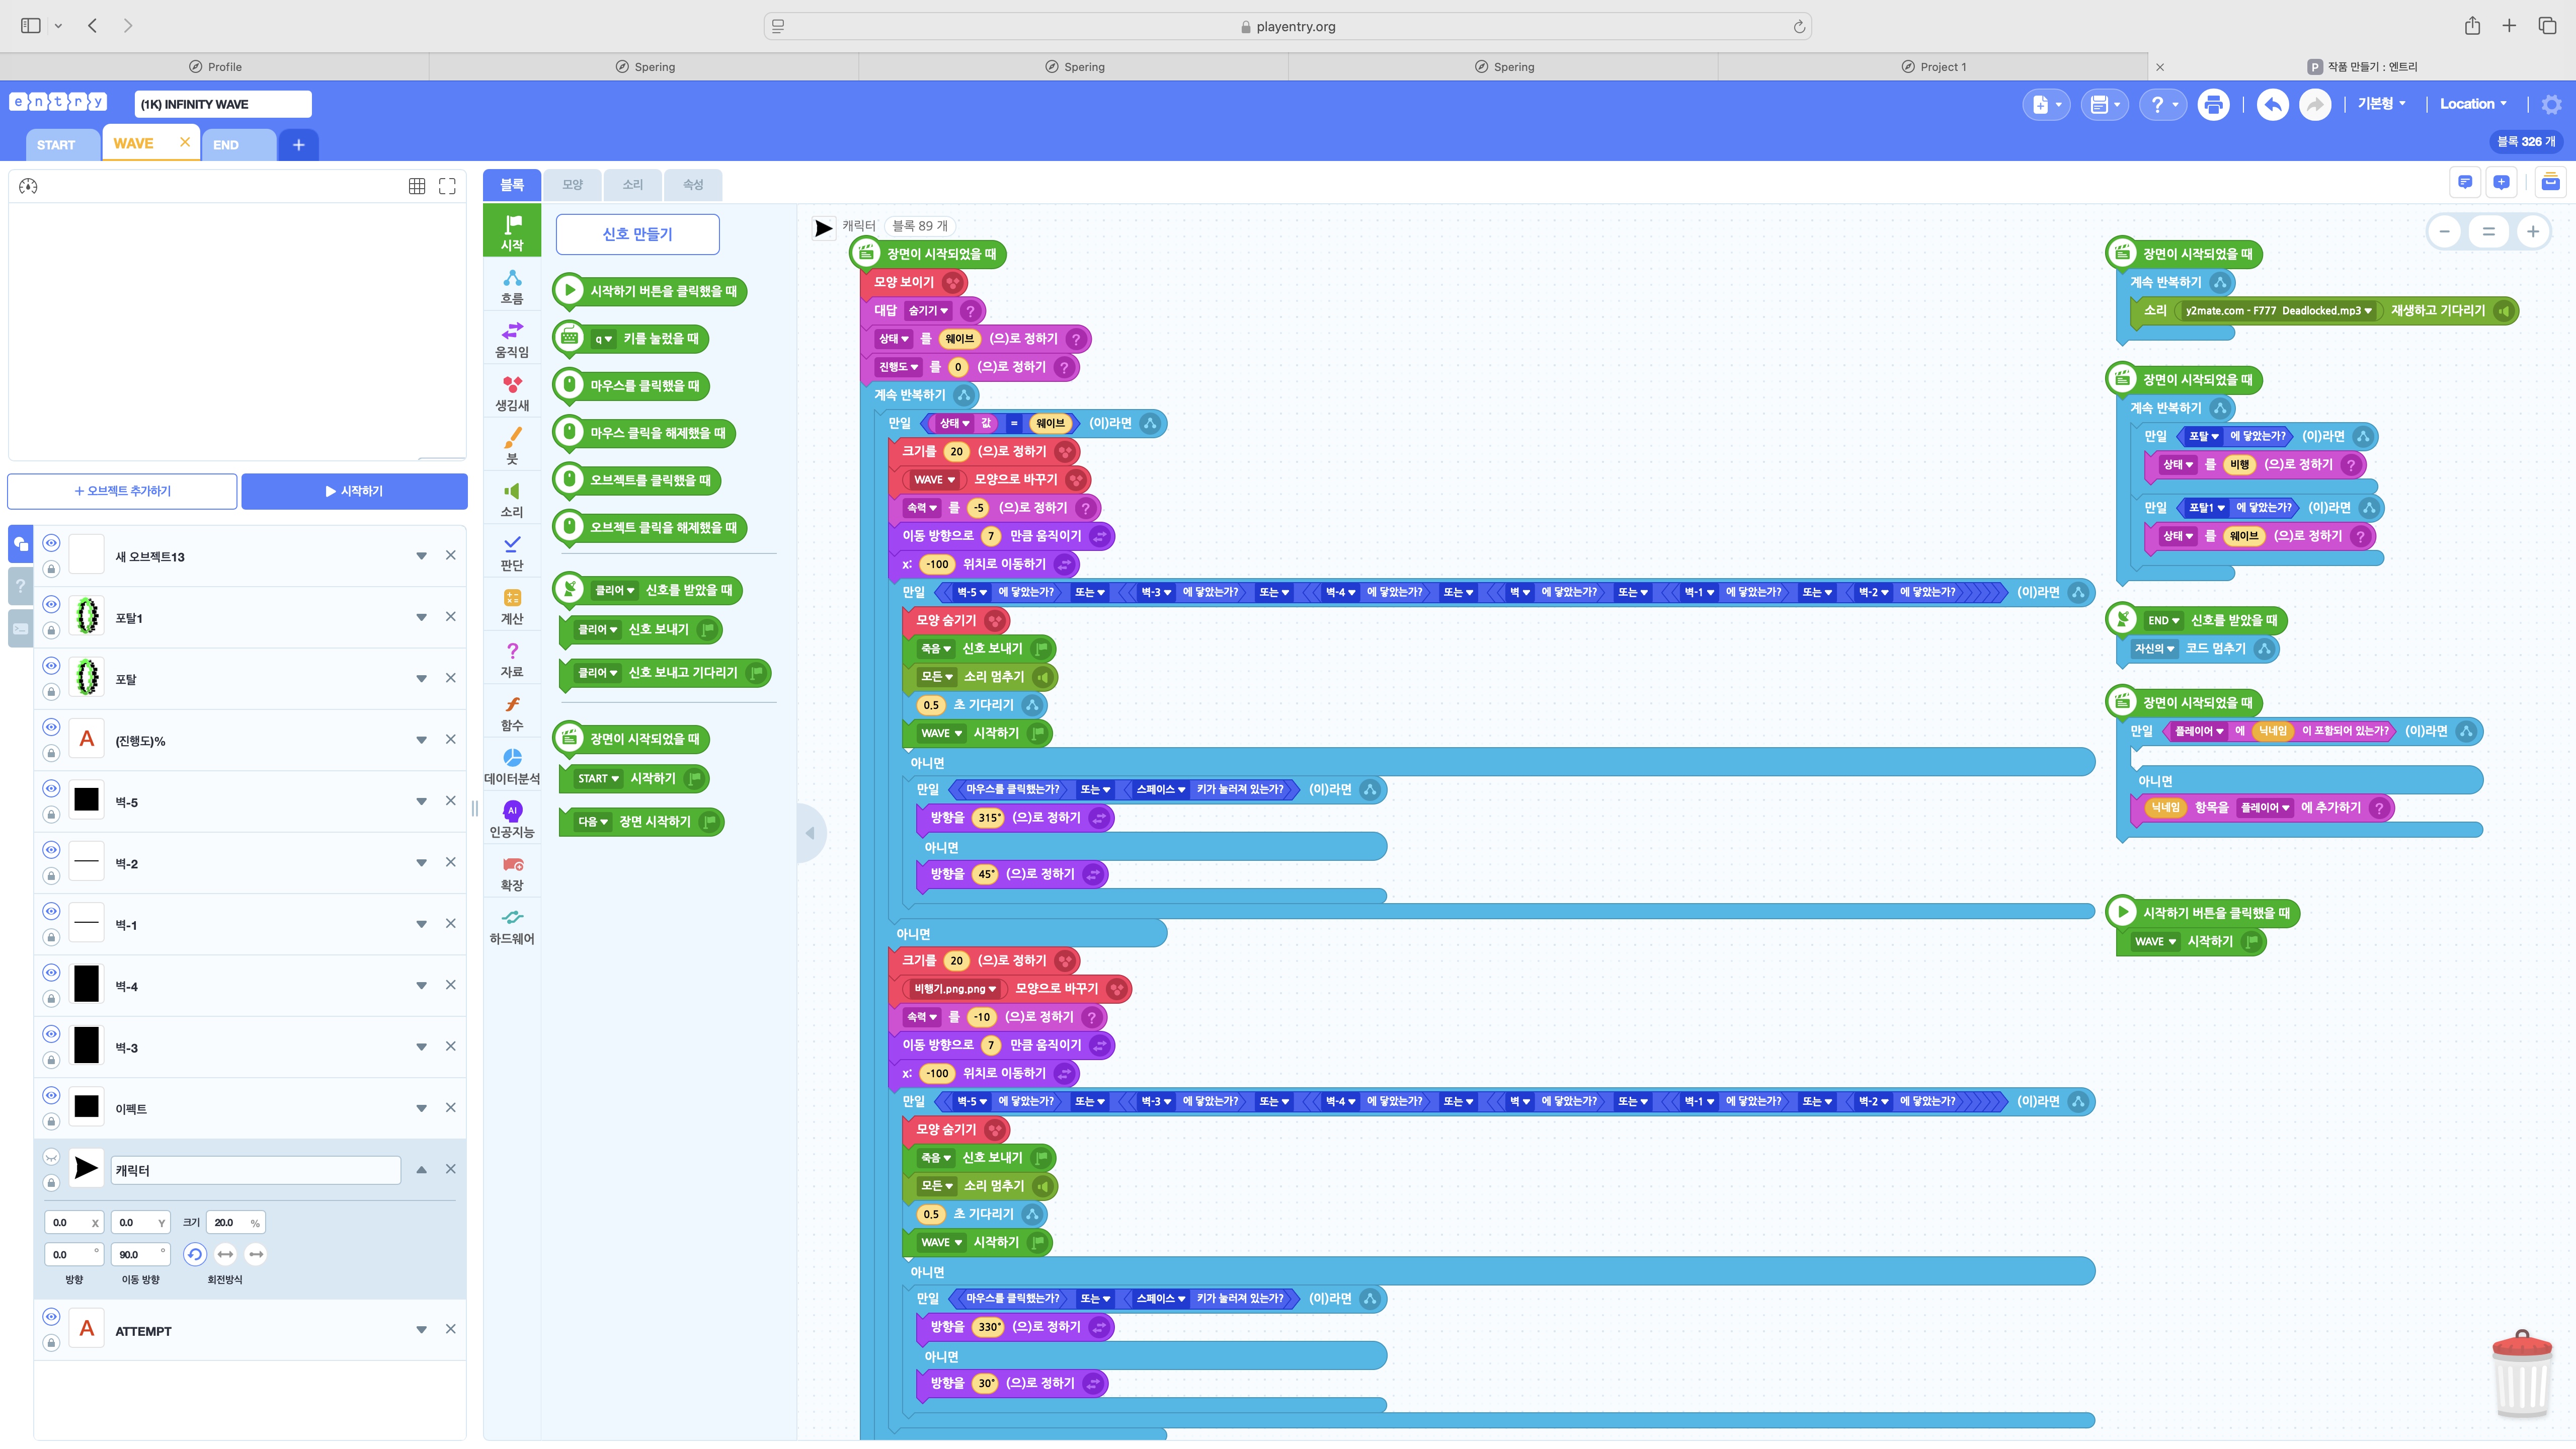 playentry.org
Profile
Spering
Spering
Spering
Project 1
P 작품 만들기 : 엔트리
entry
(1K) INFINITY WAVE
기본형
Location
START
WAVE
END
+
블록 326 개
블록
모양
소리
속성
+ 오브젝트 추가하기
시작하기
새 오브젝트13
포탈1
포탈
A (진행도)%
벽-5
벽-2
벽-1
벽-4
벽-3
이펙트
캐릭터
0.0 X
0.0 Y
크기
20.0 %
0.0 °
90.0 °
방향
이동 방향
회전방식
A ATTEMPT
시작
흐름
움직임
생김새
붓
소리
판단
계산
자료
함수
데이터분석
AI
인공지능
확장
하드웨어
신호 만들기
시작하기 버튼을 클릭했을 때
q 키를 눌렀을 때
마우스를 클릭했을 때
마우스 클릭을 해제했을 때
오브젝트를 클릭했을 때
오브젝트 클릭을 해제했을 때
클리어 신호를 받았을 때
클리어 신호 보내기
클리어 신호 보내고 기다리기
장면이 시작되었을 때
START 시작하기
다음 장면 시작하기
캐릭터 블록 89 개
장면이 시작되었을 때
모양 보이기
대답 숨기기 ?
상태 를 웨이브 (으)로 정하기 ?
진행도 를 0 (으)로 정하기 ?
계속 반복하기
만일 상태 값 = 웨이브 (이)라면
크기를 20 (으)로 정하기
WAVE 모양으로 바꾸기
속력 를 -5 (으)로 정하기 ?
이동 방향으로 7 만큼 움직이기
x: -100 위치로 이동하기
만일 벽-5 에 닿았는가? 또는 벽-3 에 닿았는가? 또는 벽-4 에 닿았는가? 또는 벽 에 닿았는가? 또는 벽-1 에 닿았는가? 또는 벽-2 에 닿았는가? (이)라면
모양 숨기기
죽음 신호 보내기
모든 소리 멈추기
0.5 초 기다리기
WAVE 시작하기
아니면
만일 마우스를 클릭했는가? 또는 스페이스 키가 눌러져 있는가? (이)라면
방향을 315° (으)로 정하기
아니면
방향을 45° (으)로 정하기
아니면
크기를 20 (으)로 정하기
비행기.png.png 모양으로 바꾸기
속력 를 -10 (으)로 정하기 ?
이동 방향으로 7 만큼 움직이기
x: -100 위치로 이동하기
만일 벽-5 에 닿았는가? 또는 벽-3 에 닿았는가? 또는 벽-4 에 닿았는가? 또는 벽 에 닿았는가? 또는 벽-1 에 닿았는가? 또는 벽-2 에 닿았는가? (이)라면
모양 숨기기
죽음 신호 보내기
모든 소리 멈추기
0.5 초 기다리기
WAVE 시작하기
아니면
만일 마우스를 클릭했는가? 또는 스페이스 키가 눌러져 있는가? (이)라면
방향을 330° (으)로 정하기
아니면
방향을 30° (으)로 정하기
장면이 시작되었을 때
계속 반복하기
소리 y2mate.com - F777 Deadlocked.mp3 재생하고 기다리기
장면이 시작되었을 때
계속 반복하기
만일 포탈 에 닿았는가? (이)라면
상태 를 비행 (으)로 정하기 ?
만일 포탈1 에 닿았는가? (이)라면
상태 를 웨이브 (으)로 정하기 ?
END 신호를 받았을 때
자신의 코드 멈추기
장면이 시작되었을 때
만일 플레이어 에 닉네임 이 포함되어 있는가? (이)라면
아니면
닉네임 항목을 플레이어 에 추가하기 ?
시작하기 버튼을 클릭했을 때
WAVE 시작하기